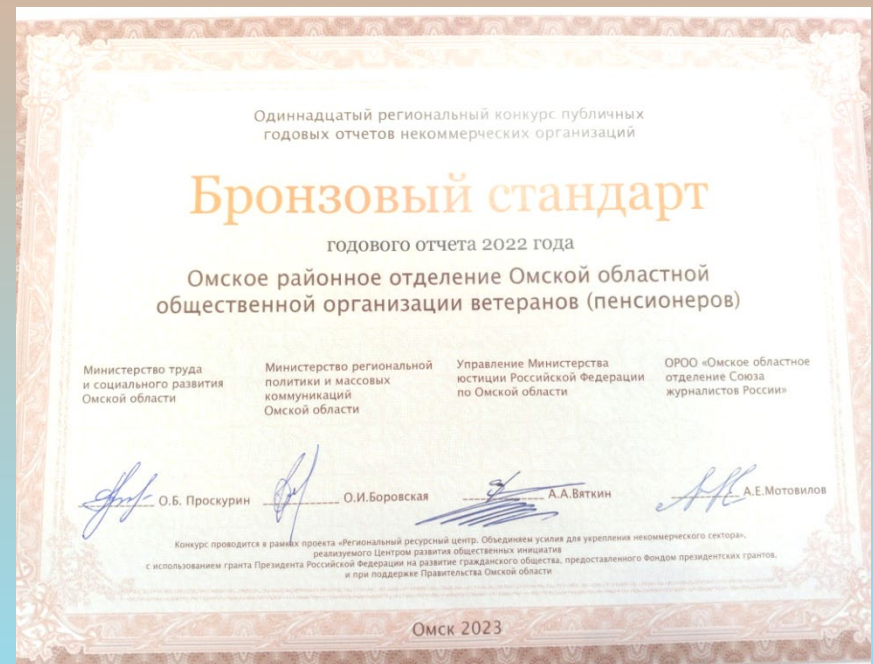 Одиннадцатый региональный конкурс публичных
годовых отчетов некоммерческих организаций
Бронзовый стандарт
годового отчета 2022 года
Омское районное отделение Омской областной
общественной организации ветеранов (пенсионеров)
Министерство труда
и социального развития
Омской области
Министерство региональной
политики и массовых
коммуникаций
Омской области
Управление Министерства
юстиции Российской Федерации
по Омской области
ОРОО «Омское областное
отделение Союза
журналистов России»
О.Б. Проскурин
О.И.Боровская
А.А.Вяткин
А.Е.Мотовилов
Конкурс проводится в рамках проекта «Региональный ресурсный центр. Объединяем усилия для укрепления некоммерческого сектора»,
реализуемого Центром развития общественных инициатив
с использованием гранта Президента Российской Федерации на развитие гражданского общества, предоставленного Фондом президентских грантов,
и при поддержке Правительства Омской области
Омск 2023